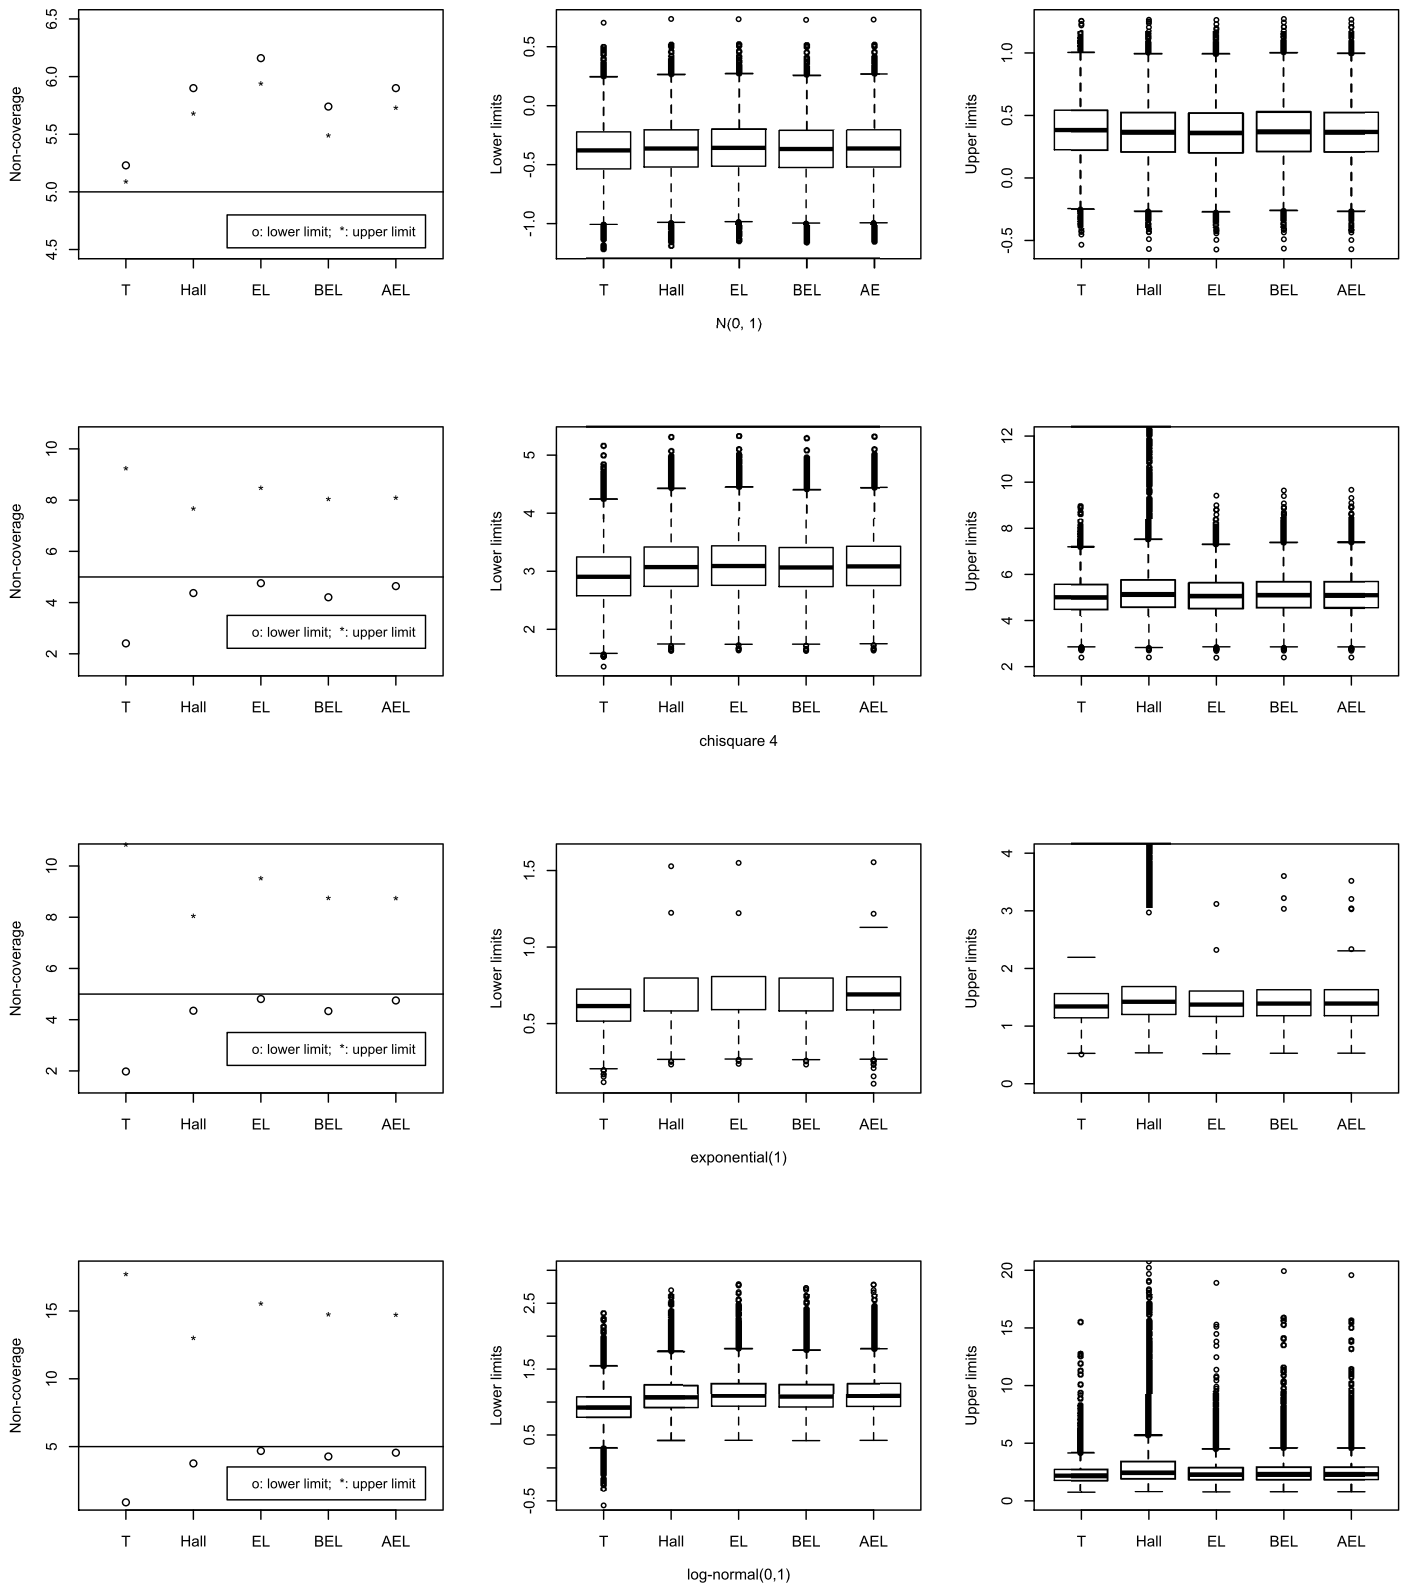 Non-coverage
6.5
6.0
5.5
5.0
4.5
o: lower limit; *: upper limit
T Hall EL BEL AEL
Lower limits
0.5
0.0
-0.5
-1.0
T Hall EL BEL AE
N(0, 1)
Upper limits
1.0
0.5
0.0
-0.5
T Hall EL BEL AEL
Non-coverage
10
8
6
4
2
o: lower limit; *: upper limit
T Hall EL BEL AEL
Lower limits
5
4
3
2
T Hall EL BEL AEL
chisquare 4
Upper limits
12
10
8
6
4
2
T Hall EL BEL AEL
Non-coverage
10
8
6
4
2
o: lower limit; *: upper limit
T Hall EL BEL AEL
Lower limits
1.5
1.0
0.5
T Hall EL BEL AEL
exponential(1)
Upper limits
4
3
2
1
0
T Hall EL BEL AEL
Non-coverage
15
10
5
o: lower limit; *: upper limit
T Hall EL BEL AEL
Lower limits
2.5
1.5
0.5
-0.5
T Hall EL BEL AEL
log-normal(0,1)
Upper limits
20
15
10
5
0
T Hall EL BEL AEL